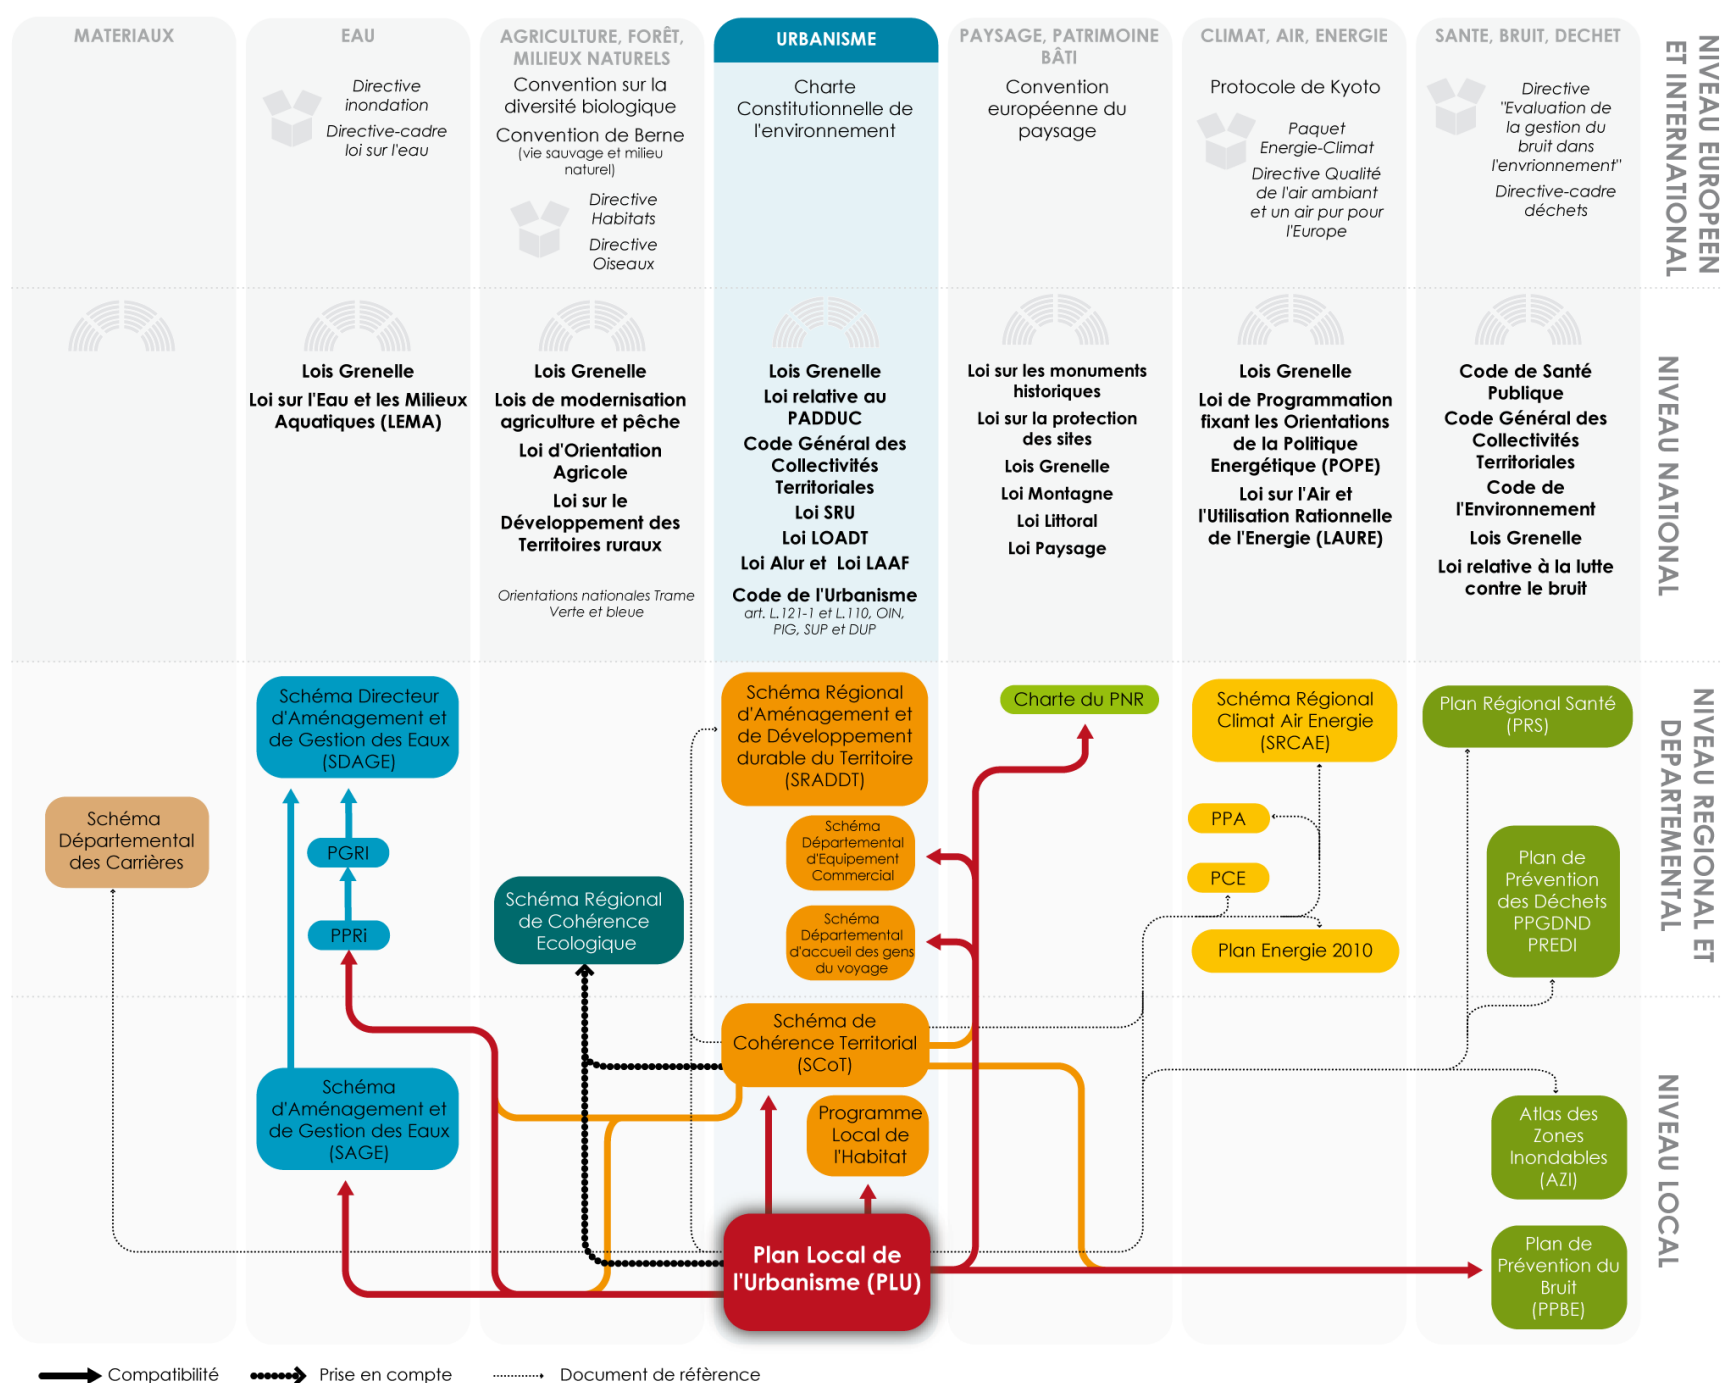 MATERIAUX
EAU
Directive
inondation
Directive-cadre
loi sur l'eau
AGRICULTURE, FORÊT,
MILIEUX NATURELS
Convention sur la
diversité biologique
Convention de Berne
(vie sauvage et milieu
naturel)
Directive
Habitats
Directive
Oiseaux
URBANISME
Charte
Constitutionnelle de
l'environnement
PAYSAGE, PATRIMOINE
BÂTI
Convention
européenne du
paysage
CLIMAT, AIR, ENERGIE
Protocole de Kyoto
Paquet
Energie-Climat
Directive Qualité
de l'air ambiant
et un air pur pour
l'Europe
SANTE, BRUIT, DECHET
Directive
"Evaluation de
la gestion du
bruit dans
l'envrionnement"
Directive-cadre
déchets
NIVEAU EUROPEEN
ET INTERNATIONAL
Lois Grenelle
Loi sur l'Eau et les Milieux
Aquatiques (LEMA)
Lois Grenelle
Lois de modernisation
agriculture et pêche
Loi d'Orientation
Agricole
Loi sur le
Développement des
Territoires ruraux
Orientations nationales Trame
Verte et bleue
Lois Grenelle
Loi relative au
PADDUC
Code Général des
Collectivités
Territoriales
Loi SRU
Loi LOADT
Loi Alur et Loi LAAF
Code de l'Urbanisme
art. L.121-1 et L.110, OIN,
PIG, SUP et DUP
Loi sur les monuments
historiques
Loi sur la protection
des sites
Lois Grenelle
Loi Montagne
Loi Littoral
Loi Paysage
Lois Grenelle
Loi de Programmation
fixant les Orientations
de la Politique
Energétique (POPE)
Loi sur l'Air et
l'Utilisation Rationnelle
de l'Energie (LAURE)
Code de Santé
Publique
Code Général des
Collectivités
Territoriales
Code de
l'Environnement
Lois Grenelle
Loi relative à la lutte
contre le bruit
NIVEAU NATIONAL
Schéma
Départemental
des Carrières
Schéma Directeur
d'Aménagement et
de Gestion des Eaux
(SDAGE)
PGRI
PPRi
Schéma Régional
de Cohérence
Ecologique
Schéma Régional
d'Aménagement et
de Développement
durable du Territoire
(SRADDT)
Schéma
Départemental
d'Equipement
Commercial
Schéma
Départemental
d'accueil des gens
du voyage
Charte du PNR
Schéma Régional
Climat Air Energie
(SRCAE)
PPA
PCE
Plan Energie 2010
Plan Régional Santé
(PRS)
Plan de
Prévention
des Déchets
PPGDND
PREDI
NIVEAU REGIONAL ET
DEPARTEMENTAL
Schéma
d'Aménagement et
de Gestion des Eaux
(SAGE)
Schéma de
Cohérence Territorial
(SCoT)
Programme
Local de
l'Habitat
Plan Local de
l'Urbanisme (PLU)
Atlas des
Zones
Inondables
(AZI)
Plan de
Prévention du
Bruit
(PPBE)
NIVEAU LOCAL
Compatibilité
Prise en compte
Document de réfèrence